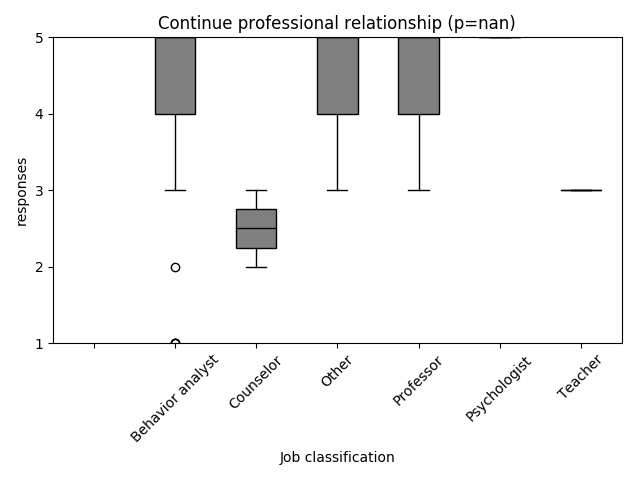 Continue professional relationship (p=nan)
5
4
3
2
1
responses
Behavior analyst
Counselor
Other
Professor
Psychologist
Teacher
Job classification